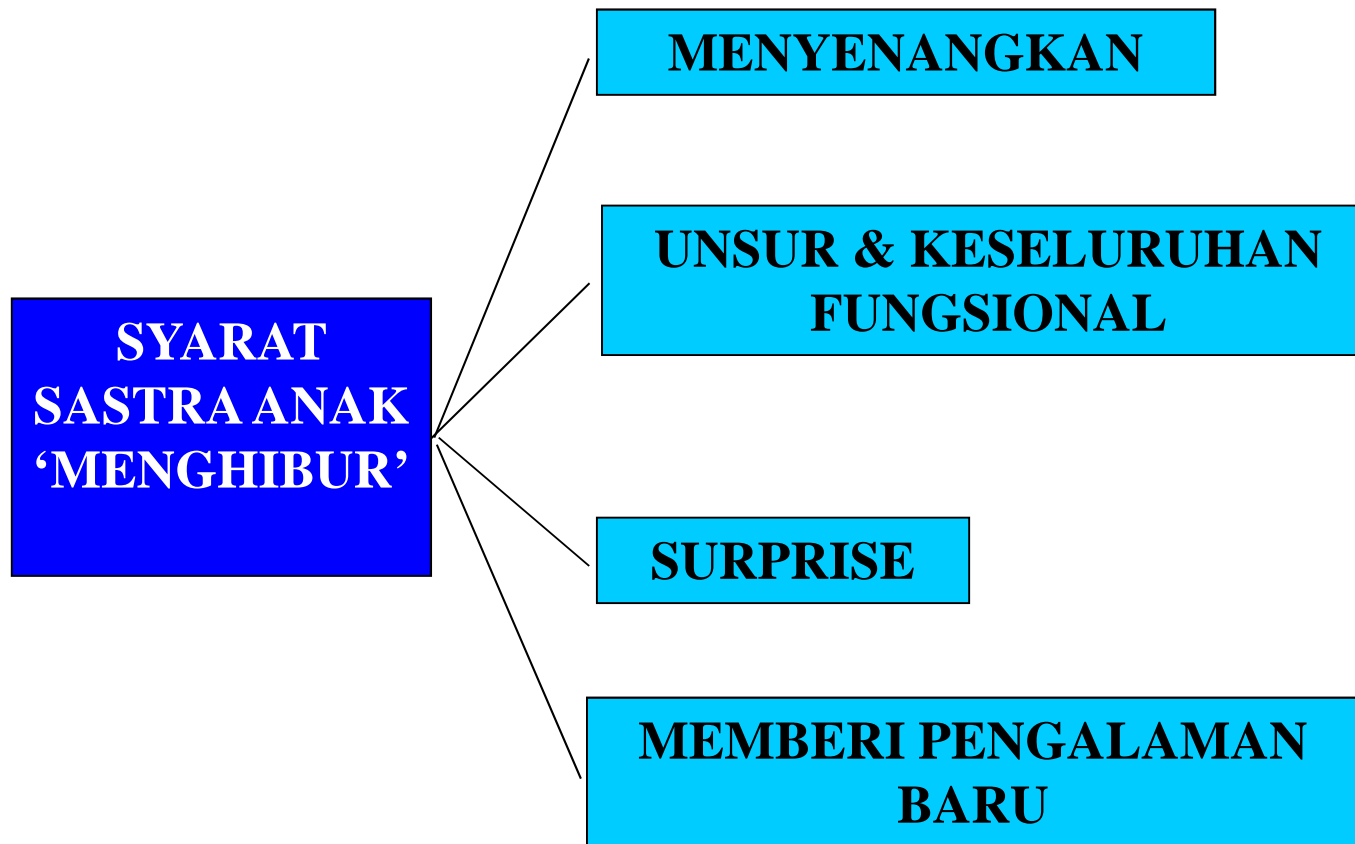 MENYENANGKAN
UNSUR & KESELURUHAN
FUNGSIONAL
SYARAT
SASTRA ANAK
‘MENGHIBUR’
SURPRISE
MEMBERI PENGALAMAN
BARU